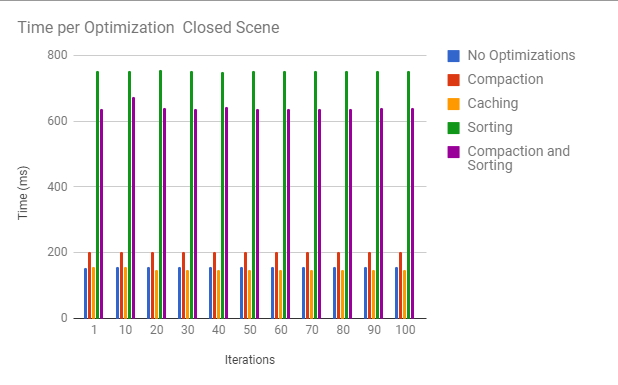 Time per Optimization  Closed Scene
800
600
400
200
0
Time (ms)
1 10 20 30 40 50 60 70 80 90 100
Iterations
No Optimizations
Compaction
Caching
Sorting
Compaction and
Sorting